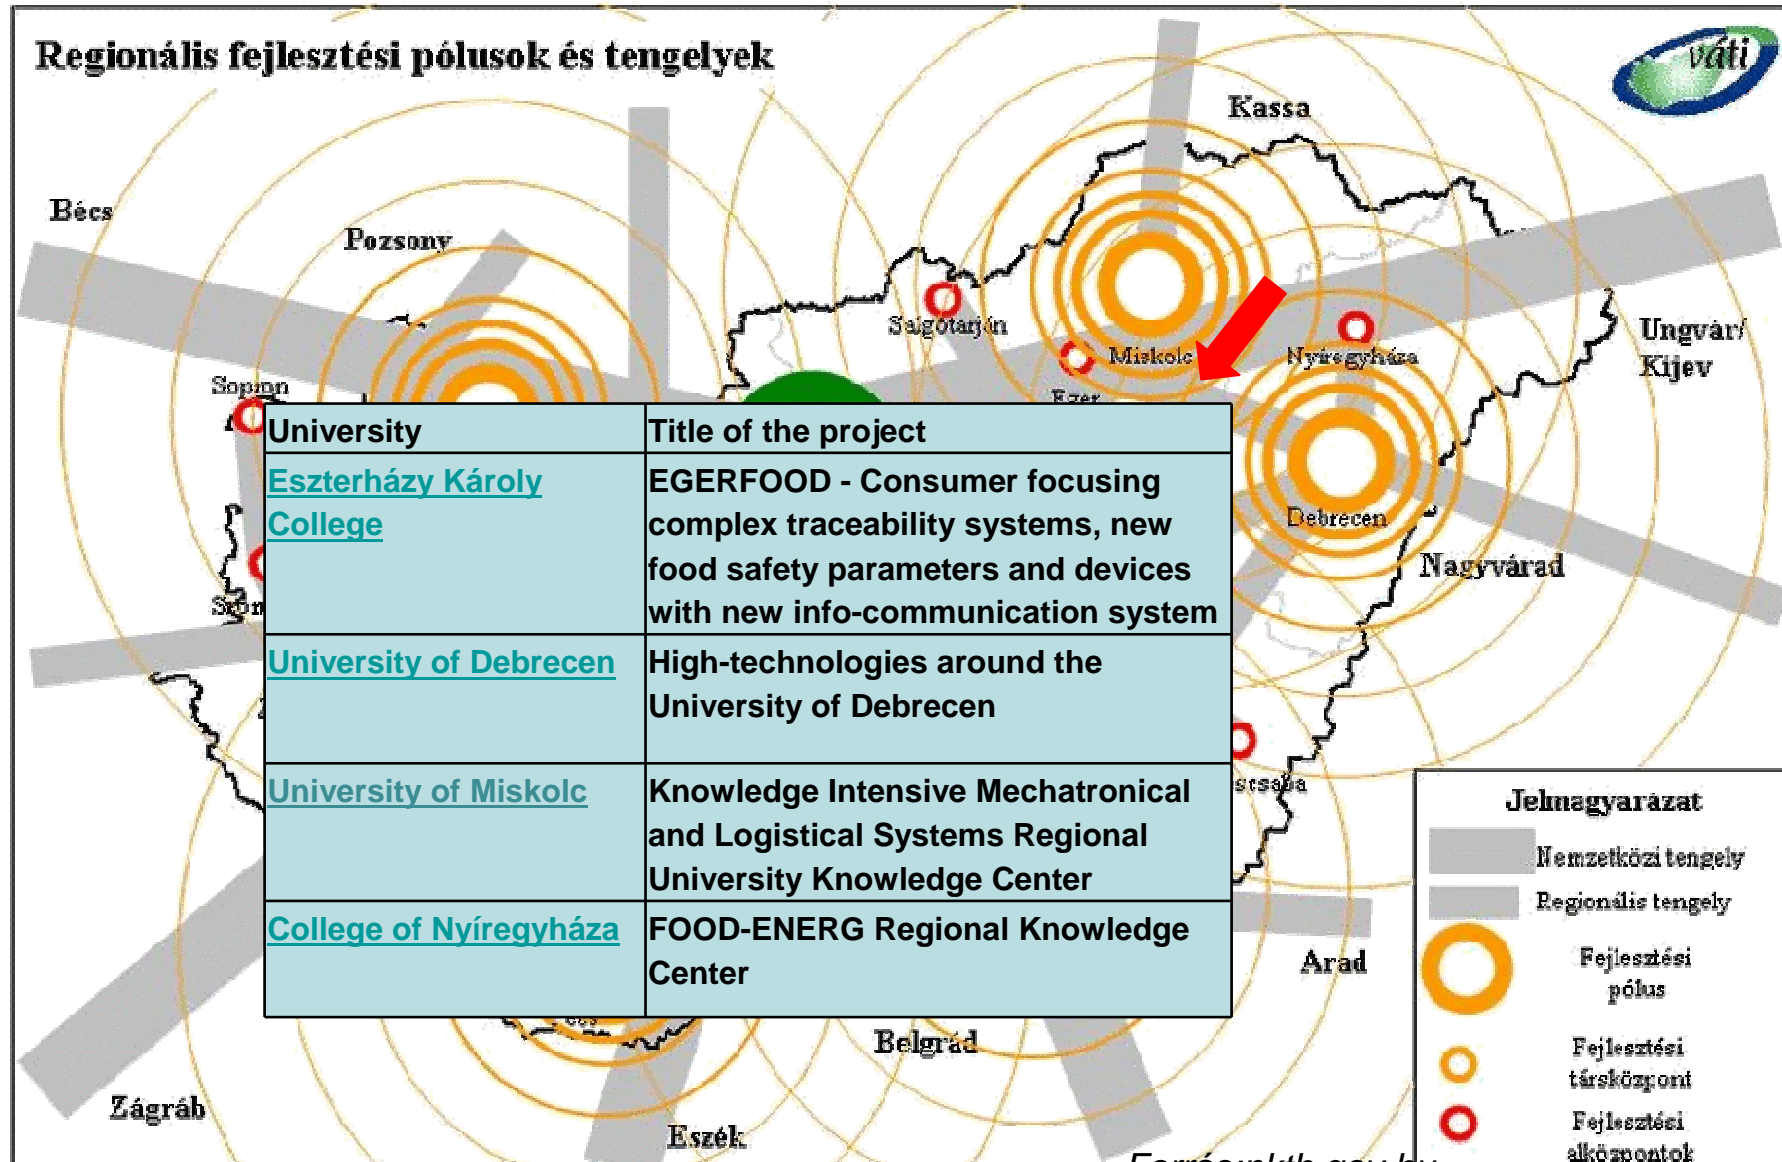 Regionális fejlesztési pólusok és tengelyek
váti
Kassa
Bécs
Pozsony
Salgótarján
Miskolc
Nyíregyháza
Ungvár/
Kijev
Sopron
Eger
Debrecen
Nagyvárad
University
Title of the project
Eszterházy Károly
College
EGERFOOD - Consumer focusing
complex traceability systems, new
food safety parameters and devices
with new info-communication system
University of Debrecen
High-technologies around the
University of Debrecen
University of Miskolc
Knowledge Intensive Mechatronical
and Logistical Systems Regional
University Knowledge Center
College of Nyíregyháza
FOOD-ENERG Regional Knowledge
Center
Arad
Belgrád
Zágráb
Eszék
Jelmagyarázat
Nemzetközi tengely
Regionális tengely
Fejlesztési
pólus
Fejlesztési
társközpont
Fejlesztési
alközpontok